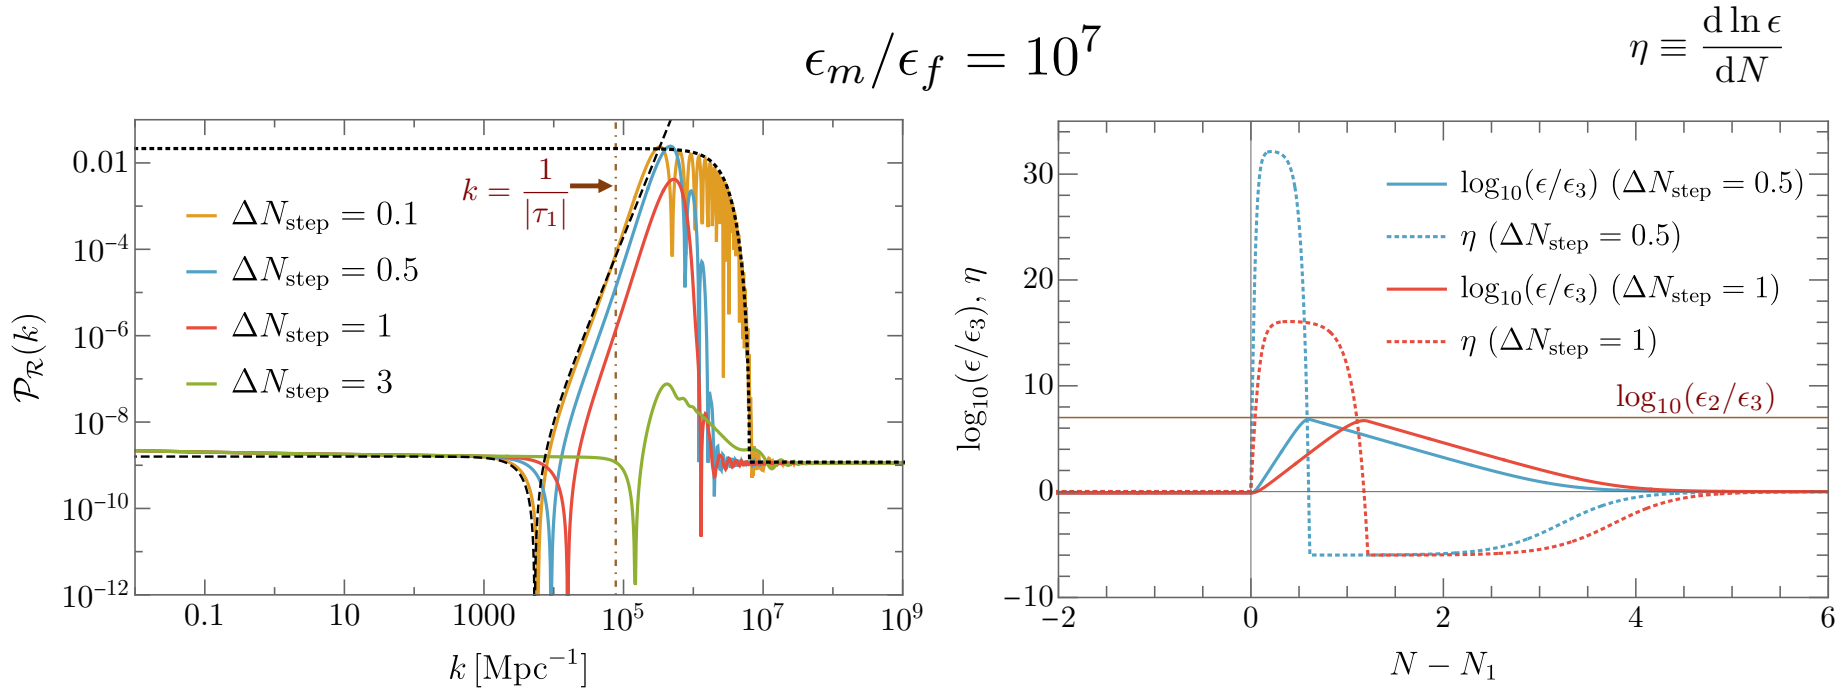 ϵ_m/ϵ_f = 10^7
η ≡ d ln ϵ / dN
P_R(k)
0.01
10^−4
10^−6
10^−8
10^−10
10^−12
k = 1/|τ_1|
ΔN_step = 0.1
ΔN_step = 0.5
ΔN_step = 1
ΔN_step = 3
0.1 10 1000 10^5 10^7 10^9
k [Mpc^−1]
log_10(ϵ/ϵ_3), η
30
20
10
0
−10
log_10(ϵ/ϵ_3) (ΔN_step = 0.5)
η (ΔN_step = 0.5)
log_10(ϵ/ϵ_3) (ΔN_step = 1)
η (ΔN_step = 1)
log_10(ϵ_2/ϵ_3)
−2 0 2 4 6
N − N_1